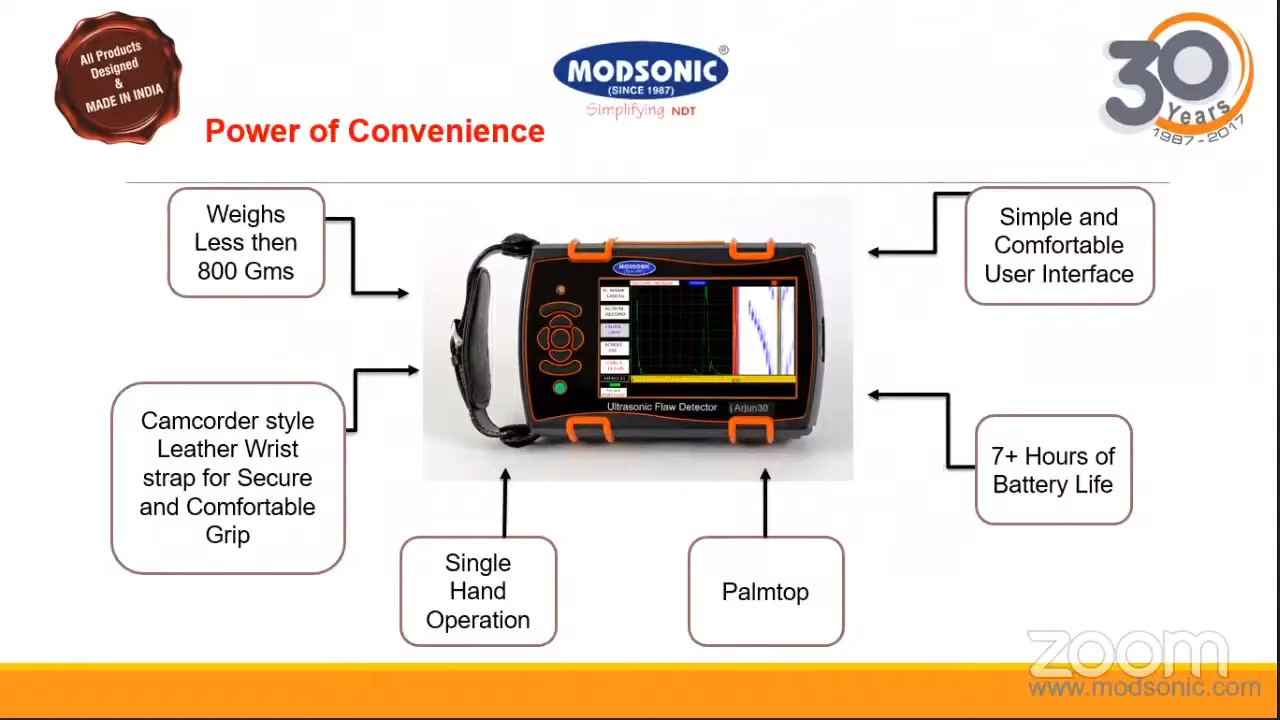 All Products
Designed
&
MADE IN INDIA
MODSONIC®
(SINCE 1987)
Simplifying NDT
30
Years
1987-2017
Power of Convenience
Weighs
Less then
800 Gms
Simple and
Comfortable
User Interface
MODSONIC
Ultrasonic Flaw Detector Arjun30
Camcorder style
Leather Wrist
strap for Secure
and Comfortable
Grip
7+ Hours of
Battery Life
Single
Hand
Operation
Palmtop
zoom
www.modsonic.com